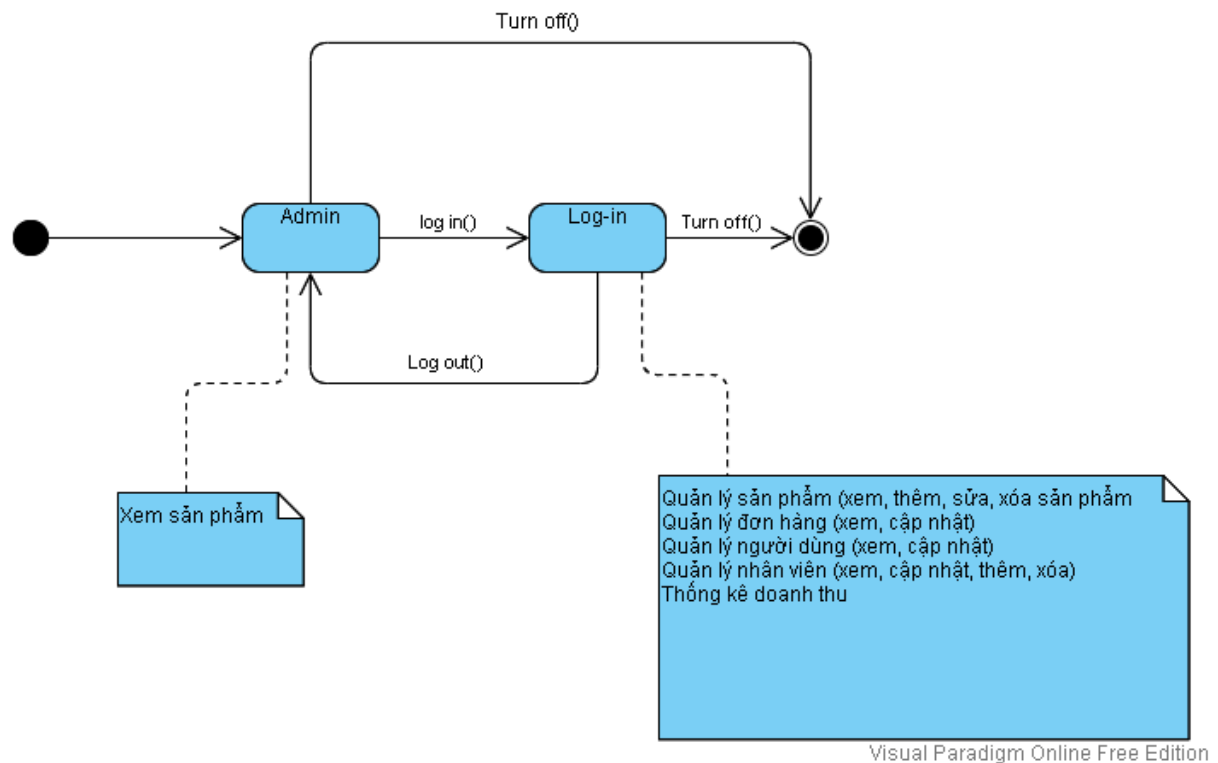 Turn off()
Admin
log in()
Log-in
Turn off()
Log out()
Xem sản phẩm
Quản lý sản phẩm (xem, thêm, sửa, xóa sản phẩm
Quản lý đơn hàng (xem, cập nhật)
Quản lý người dùng (xem, cập nhật)
Quản lý nhân viên (xem, cập nhật, thêm, xóa)
Thống kê doanh thu
Visual Paradigm Online Free Edition